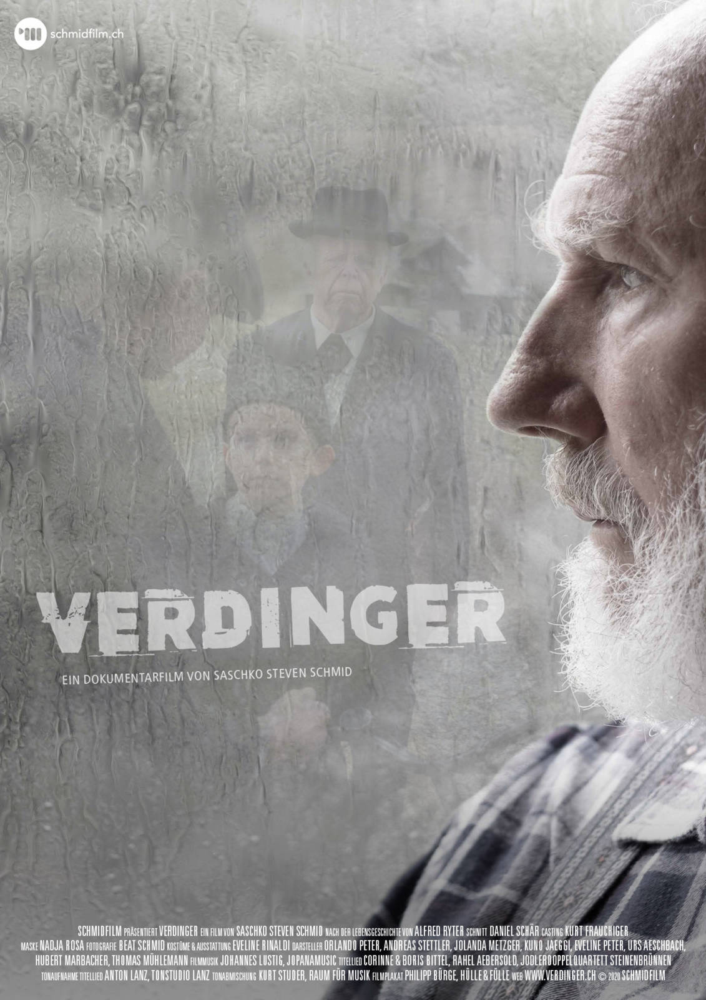 schmidfilm.ch
VERDINGER
EIN DOKUMENTARFILM VON SASCHKO STEVEN SCHMID
SCHMIDFILM PRÄSENTIERT VERDINGER EIN FILM VON SASCHKO STEVEN SCHMID NACH DER LEBENSGESCHICHTE VON ALFRED RYTER SCHNITT DANIEL SCHÄR CASTING KURT FRAUCHIGER
MASKE NADJA ROSA FOTOGRAFIE BEAT SCHMID KOSTÜME & AUSSTATTUNG EVELINE RINALDI DARSTELLER ORLANDO PETER, ANDREAS STETTLER, JOLANDA METZGER, KUNO JAEGGI, EVELINE PETER, URS AESCHBACH,
HUBERT MARBACHER, THOMAS MÜHLEMANN FILMMUSIK JOHANNES LUSTIG, JOPANAMUSIC TITELLIED CORINNE & BORIS BITTEL, RAHEL AEBERSOLD, JODLERDOPPELQUARTETT STEINENBRÜNNEN
TONAUFNAHME TITELLIED ANTON LANZ, TONSTUDIO LANZ TONABMISCHUNG KURT STUDER, RAUM FÜR MUSIK FILMPLAKAT PHILIPP BÜRGE, HÜLLE & FÜLLE WEB WWW.VERDINGER.CH © 2020 SCHMIDFILM